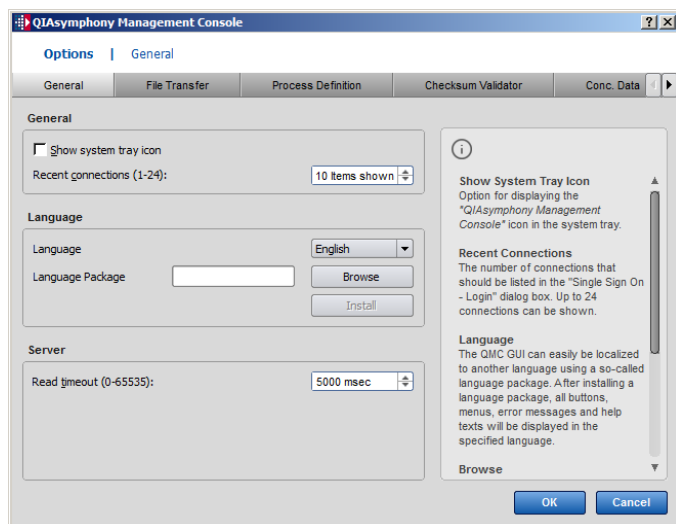 QIAsymphony Management Console
Options | General
General
File Transfer
Process Definition
Checksum Validator
Conc. Data
General
Show system tray icon
Recent connections (1-24):
10 Items shown
Language
Language
English
Language Package
Browse
Install
Server
Read timeout (0-65535):
5000 msec
Show System Tray Icon
Option for displaying the
"QIAsymphony Management
Console" icon in the system tray.
Recent Connections
The number of connections that
should be listed in the "Single Sign On
- Login" dialog box. Up to 24
connections can be shown.
Language
The QMC GUI can easily be localized
to another language using a so-called
language package. After installing a
language package, all buttons,
menus, error messages and help
texts will be displayed in the
specified language.
Browse
OK
Cancel